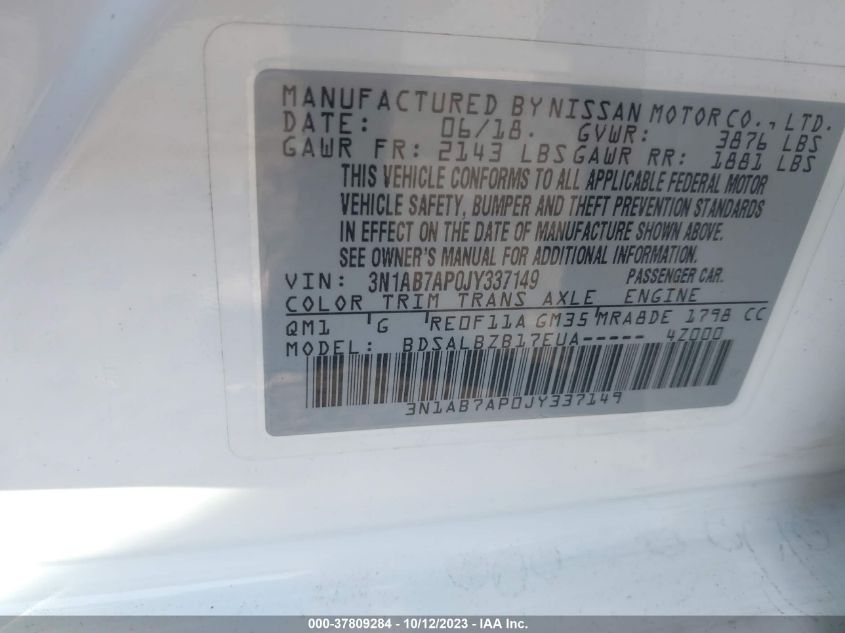 MANUFACTURED BY NISSAN MOTOR CO., LTD.
DATE: 06/18. GVWR: 3876 LBS
GAWR FR: 2143 LBS GAWR RR: 1881 LBS
THIS VEHICLE CONFORMS TO ALL APPLICABLE FEDERAL MOTOR
VEHICLE SAFETY, BUMPER AND THEFT PREVENTION STANDARDS
IN EFFECT ON THE DATE OF MANUFACTURE SHOWN ABOVE.
SEE OWNER'S MANUAL FOR ADDITIONAL INFORMATION.
VIN: 3N1AB7AP0JY337149 PASSENGER CAR.
COLOR TRIM TRANS AXLE ENGINE
QM1 G RE0F11A GM35 MRA8DE 1798 CC
MODEL: BDSALBZB17EUA----- 4Z000
3N1AB7AP0JY337149
000-37809284 - 10/12/2023 - IAA Inc.